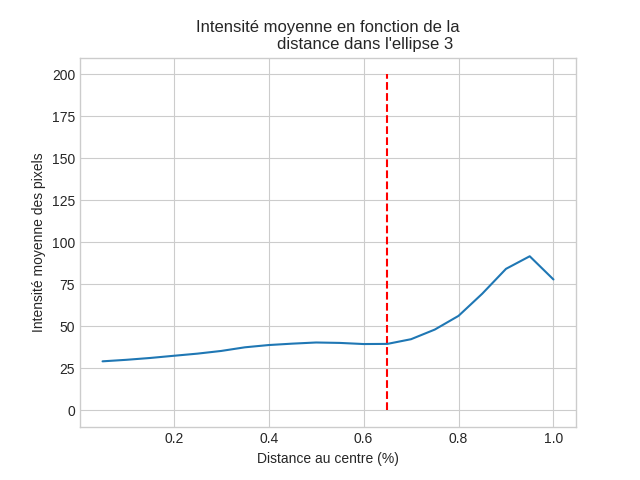 Intensité moyenne en fonction de la
distance dans l'ellipse 3
200
175
150
125
100
75
50
25
0
Intensité moyenne des pixels
0.2 0.4 0.6 0.8 1.0
Distance au centre (%)